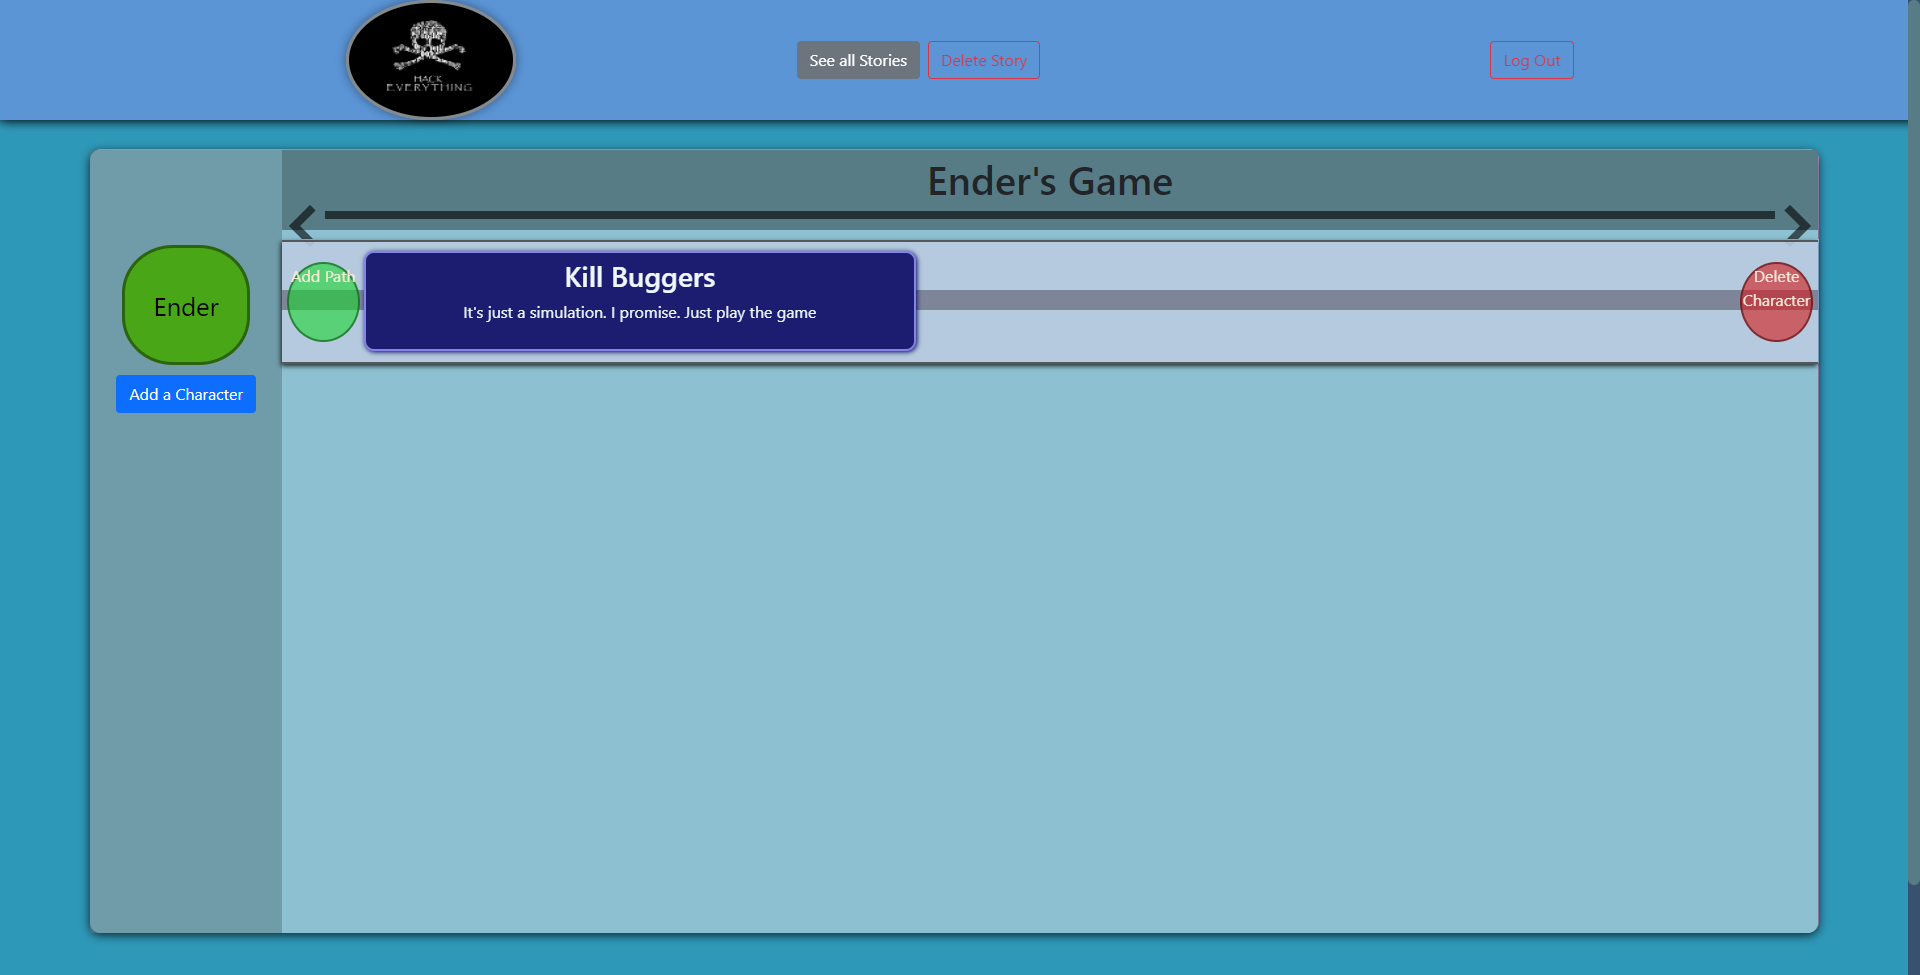 HACK
EVERYTHING
See all Stories
Delete Story
Log Out
Ender's Game
Ender
Add a Character
Add Path
Kill Buggers
It's just a simulation. I promise. Just play the game
Delete
Character